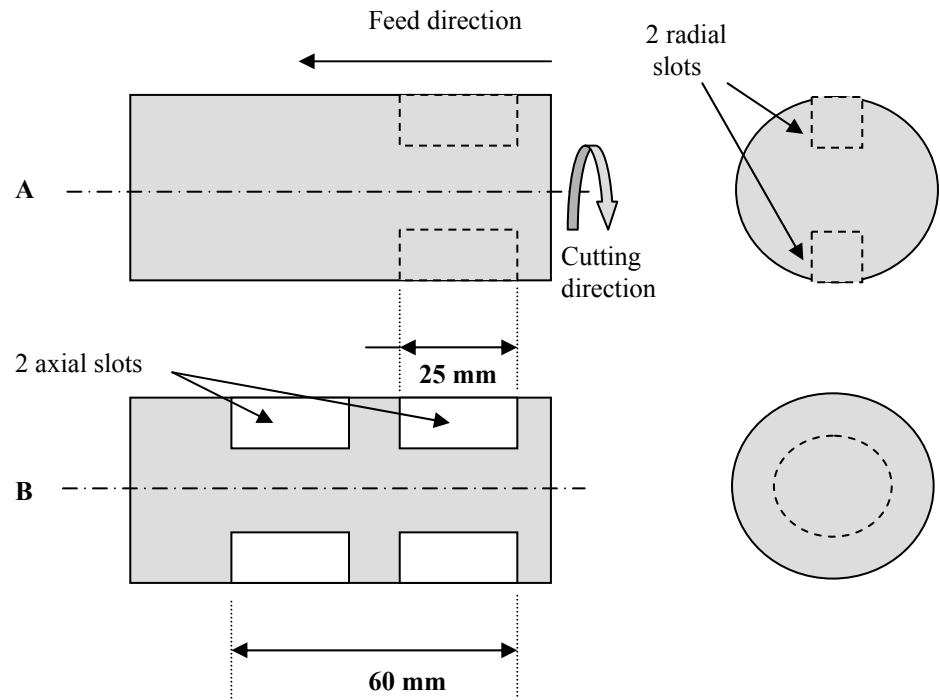 Feed direction
2 radial
slots
A
Cutting
direction
2 axial slots
25 mm
B
60 mm